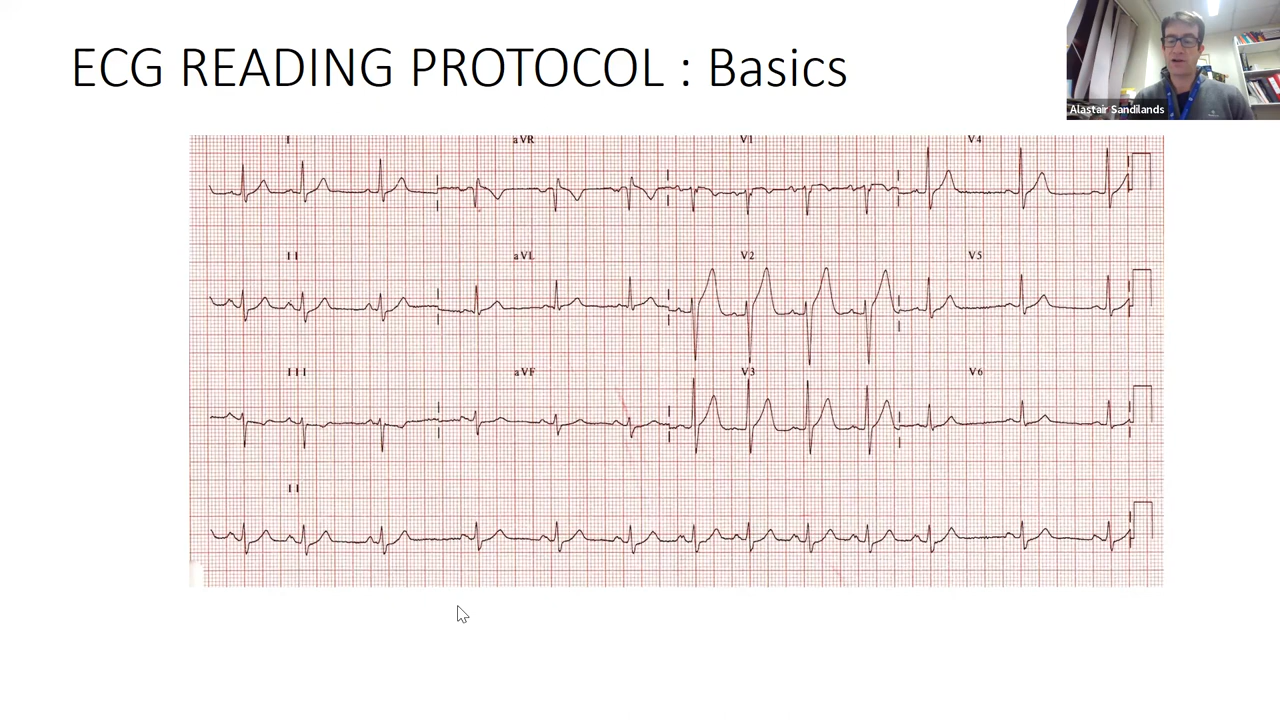 ECG READING PROTOCOL : Basics
Alastair Sandilands
I aVR V1 V4
II aVL V2 V5
III aVF V3 V6
II